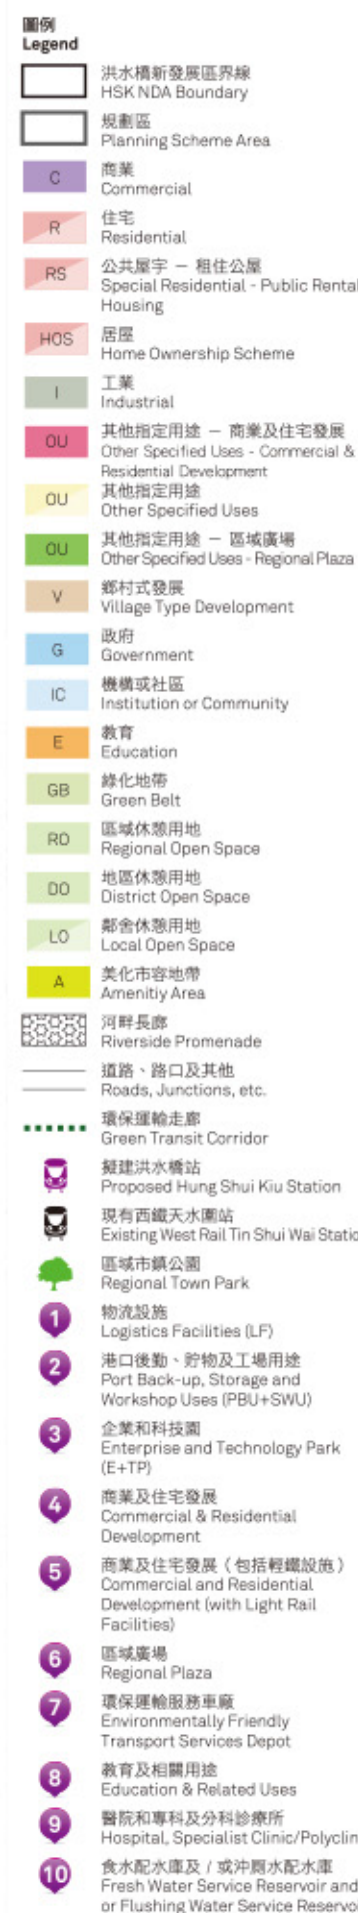 圖例
Legend
洪水橋新發展區界線
HSK NDA Boundary
規劃區
Planning Scheme Area
C
商業
Commercial
R
住宅
Residential
RS
公共屋宇 － 租住公屋
Special Residential - Public Rental
Housing
HOS
居屋
Home Ownership Scheme
I
工業
Industrial
OU
其他指定用途 － 商業及住宅發展
Other Specified Uses - Commercial &
Residential Development
OU
其他指定用途
Other Specified Uses
OU
其他指定用途 － 區域廣場
Other Specified Uses - Regional Plaza
V
鄉村式發展
Village Type Development
G
政府
Government
IC
機構或社區
Institution or Community
E
教育
Education
GB
綠化地帶
Green Belt
RO
區域休憩用地
Regional Open Space
DO
地區休憩用地
District Open Space
LO
鄰舍休憩用地
Local Open Space
A
美化市容地帶
Amenitiy Area
河畔長廊
Riverside Promenade
道路、路口及其他
Roads, Junctions, etc.
環保運輸走廊
Green Transit Corridor
擬建洪水橋站
Proposed Hung Shui Kiu Station
現有西鐵天水圍站
Existing West Rail Tin Shui Wai Statio
區域市鎮公園
Regional Town Park
1
物流設施
Logistics Facilities (LF)
2
港口後勤、貯物及工場用途
Port Back-up, Storage and
Workshop Uses (PBU+SWU)
3
企業和科技園
Enterprise and Technology Park
(E+TP)
4
商業及住宅發展
Commercial & Residential
Development
5
商業及住宅發展（包括輕鐵設施）
Commercial and Residential
Development (with Light Rail
Facilities)
6
區域廣場
Regional Plaza
7
環保運輸服務車廠
Environmentally Friendly
Transport Services Depot
8
教育及相關用途
Education & Related Uses
9
醫院和專科及分科診療所
Hospital, Specialist Clinic/Polyclin
10
食水配水庫及 / 或沖廁水配水庫
Fresh Water Service Reservoir and
or Flushing Water Service Reservo